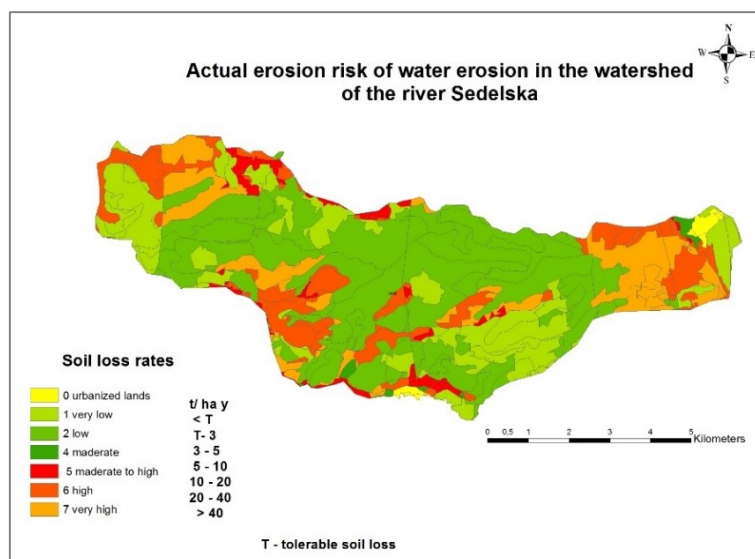 N
W E
S
Actual erosion risk of water erosion in the watershed
of the river Sedelska
Soil loss rates
0 urbanized lands
1 very low
2 low
4 maderate
5 maderate to high
6 high
7 very high
t/ ha y
< T
T- 3
3 - 5
5 - 10
10 - 20
20 - 40
> 40
0 0,5 1 2 3 4 5
Kilometers
T - tolerable soil loss